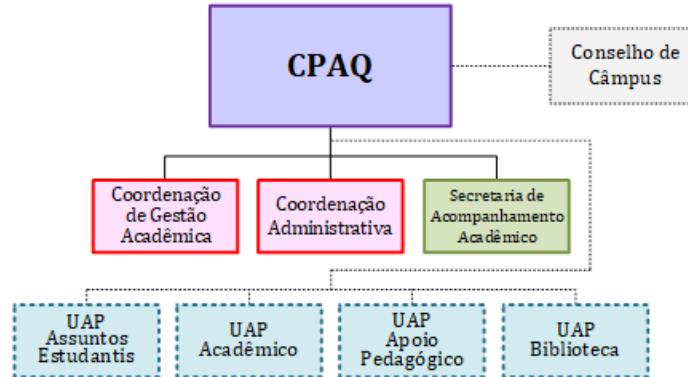 CPAQ
Conselho de
Câmpus
Coordenação
de Gestão
Acadêmica
Coordenação
Administrativa
Secretaria de
Acompanhamento
Acadêmico
UAP
Assuntos
Estudantis
UAP
Acadêmico
UAP
Apoio
Pedagógico
UAP
Biblioteca